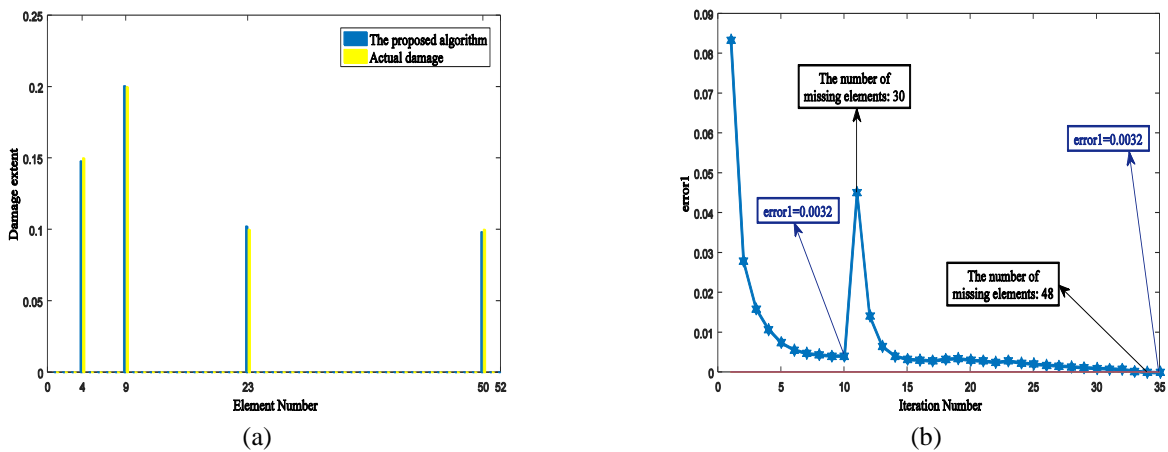 0.25
0.2
0.15
0.1
0.05
0
Damage extent
The proposed algorithm
Actual damage
0 4 9 23 50 52
Element Number
(a)
0.09
0.08
0.07
0.06
0.05
0.04
0.03
0.02
0.01
0
error1
The number of
missing elements: 30
error1=0.0032
error1=0.0032
The number of
missing elements: 48
0 5 10 15 20 25 30 35
Iteration Number
(b)